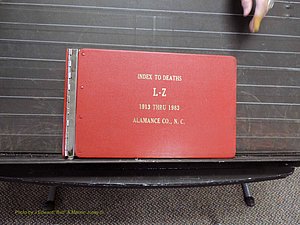 INDEX TO DEATHS
L-Z
1913 THRU 1983
ALAMANCE CO., N. C.